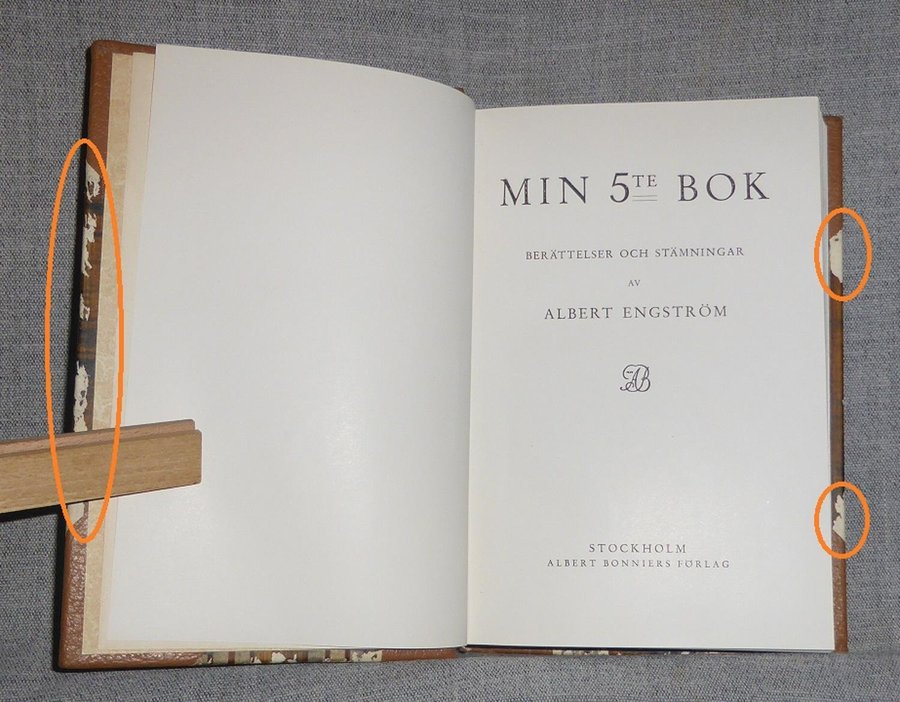 MIN 5TE BOK
BERÄTTELSER OCH STÄMNINGAR
AV
ALBERT ENGSTRÖM
AB
STOCKHOLM
ALBERT BONNIERS FÖRLAG